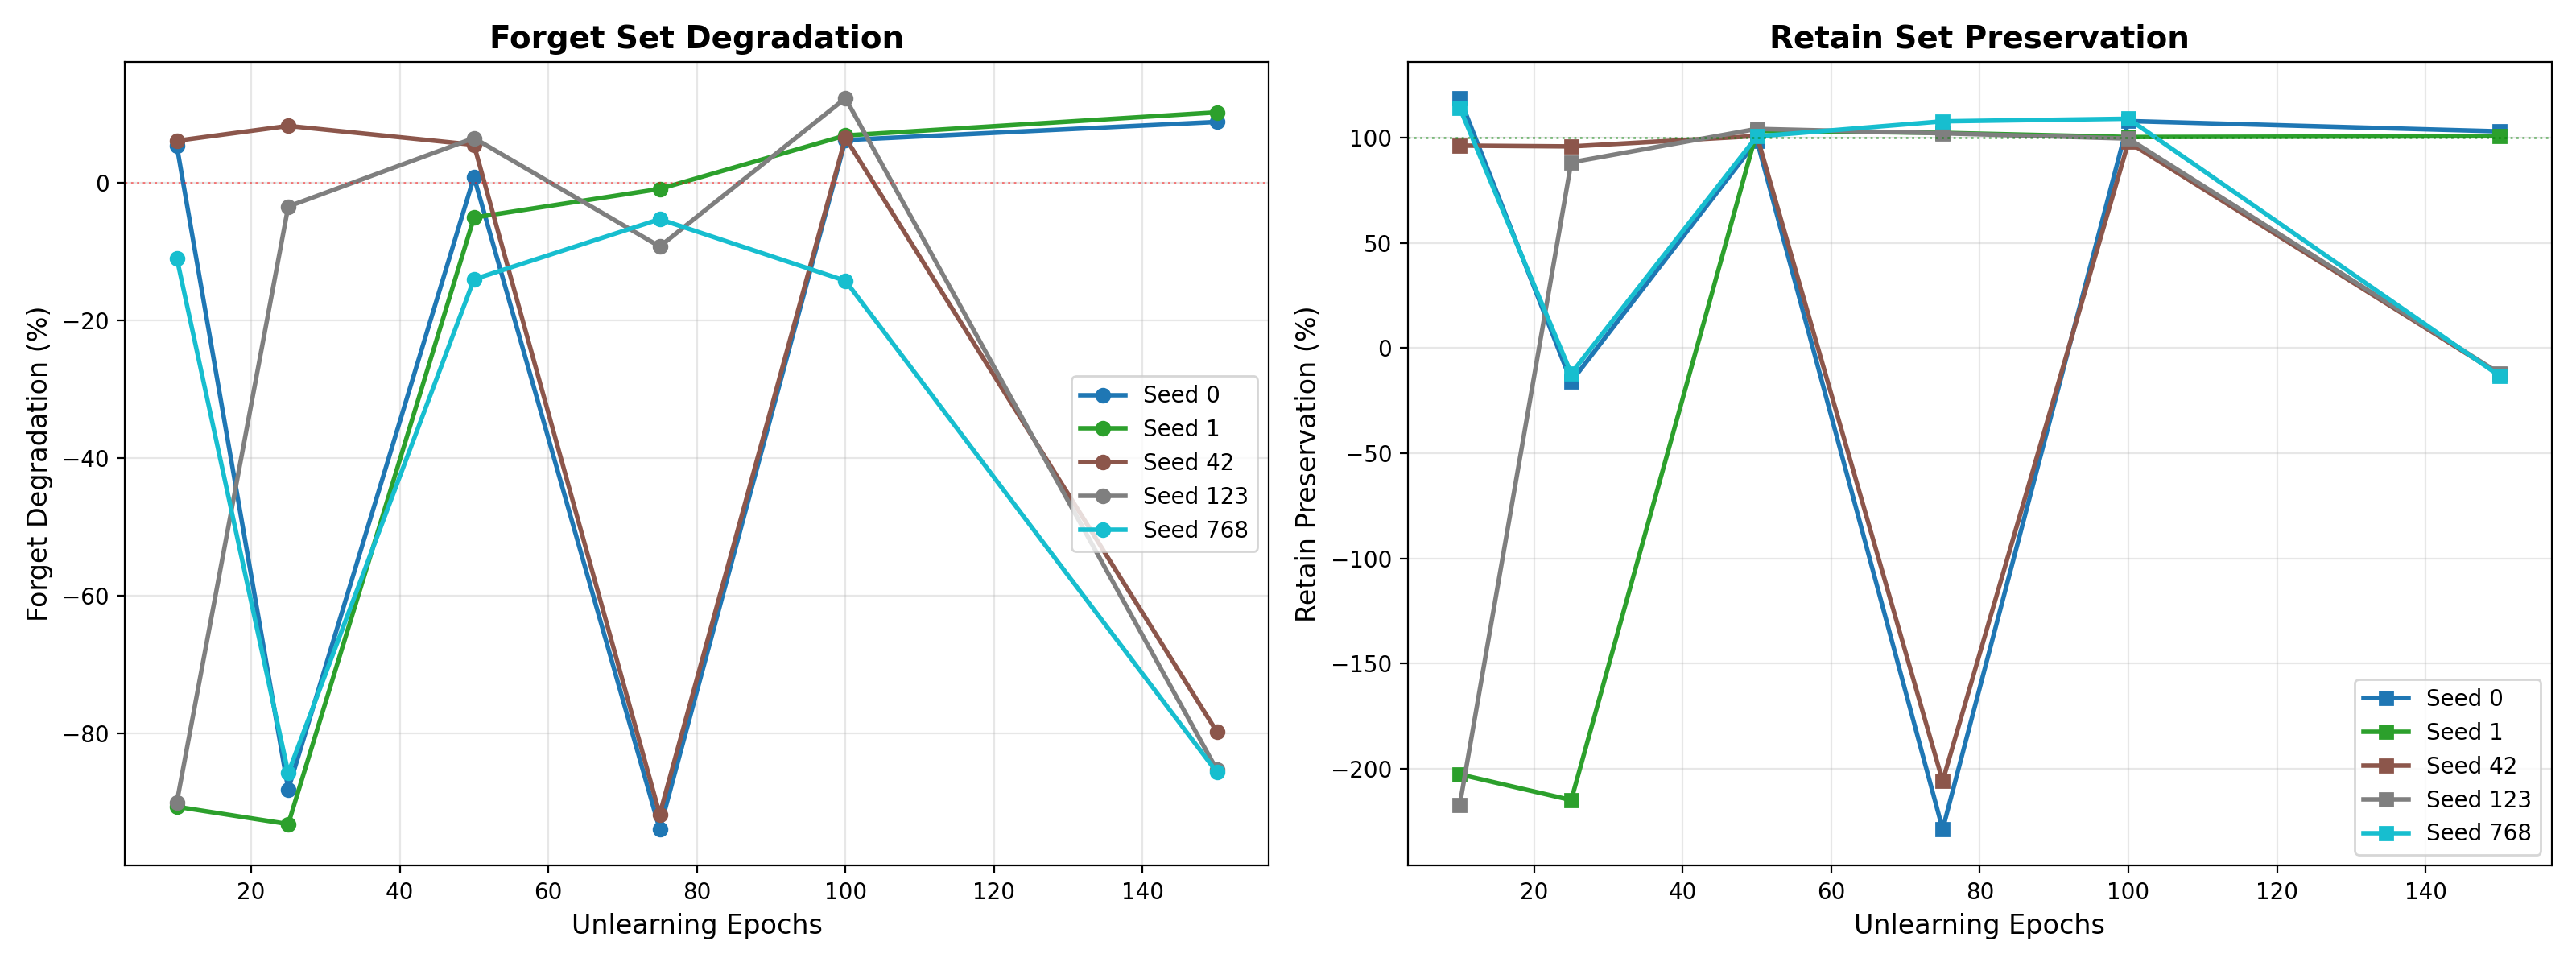 Forget Set Degradation
Forget Degradation (%)
0
−20
−40
−60
−80
20
40
60
80
100
120
140
Unlearning Epochs
Seed 0
Seed 1
Seed 42
Seed 123
Seed 768
Retain Set Preservation
Retain Preservation (%)
100
50
0
−50
−100
−150
−200
20
40
60
80
100
120
140
Unlearning Epochs
Seed 0
Seed 1
Seed 42
Seed 123
Seed 768